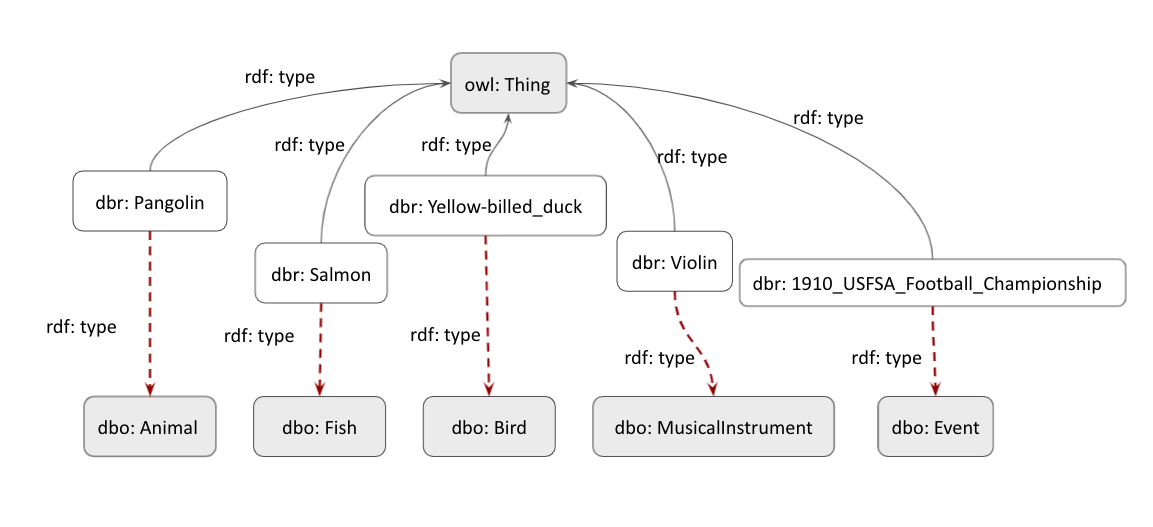 rdf: type
owl: Thing
rdf: type
rdf: type
rdf: type
rdf: type
dbr: Pangolin
dbr: Yellow-billed_duck
dbr: Salmon
dbr: Violin
dbr: 1910_USFSA_Football_Championship
rdf: type
rdf: type
rdf: type
rdf: type
rdf: type
dbo: Animal
dbo: Fish
dbo: Bird
dbo: MusicalInstrument
dbo: Event